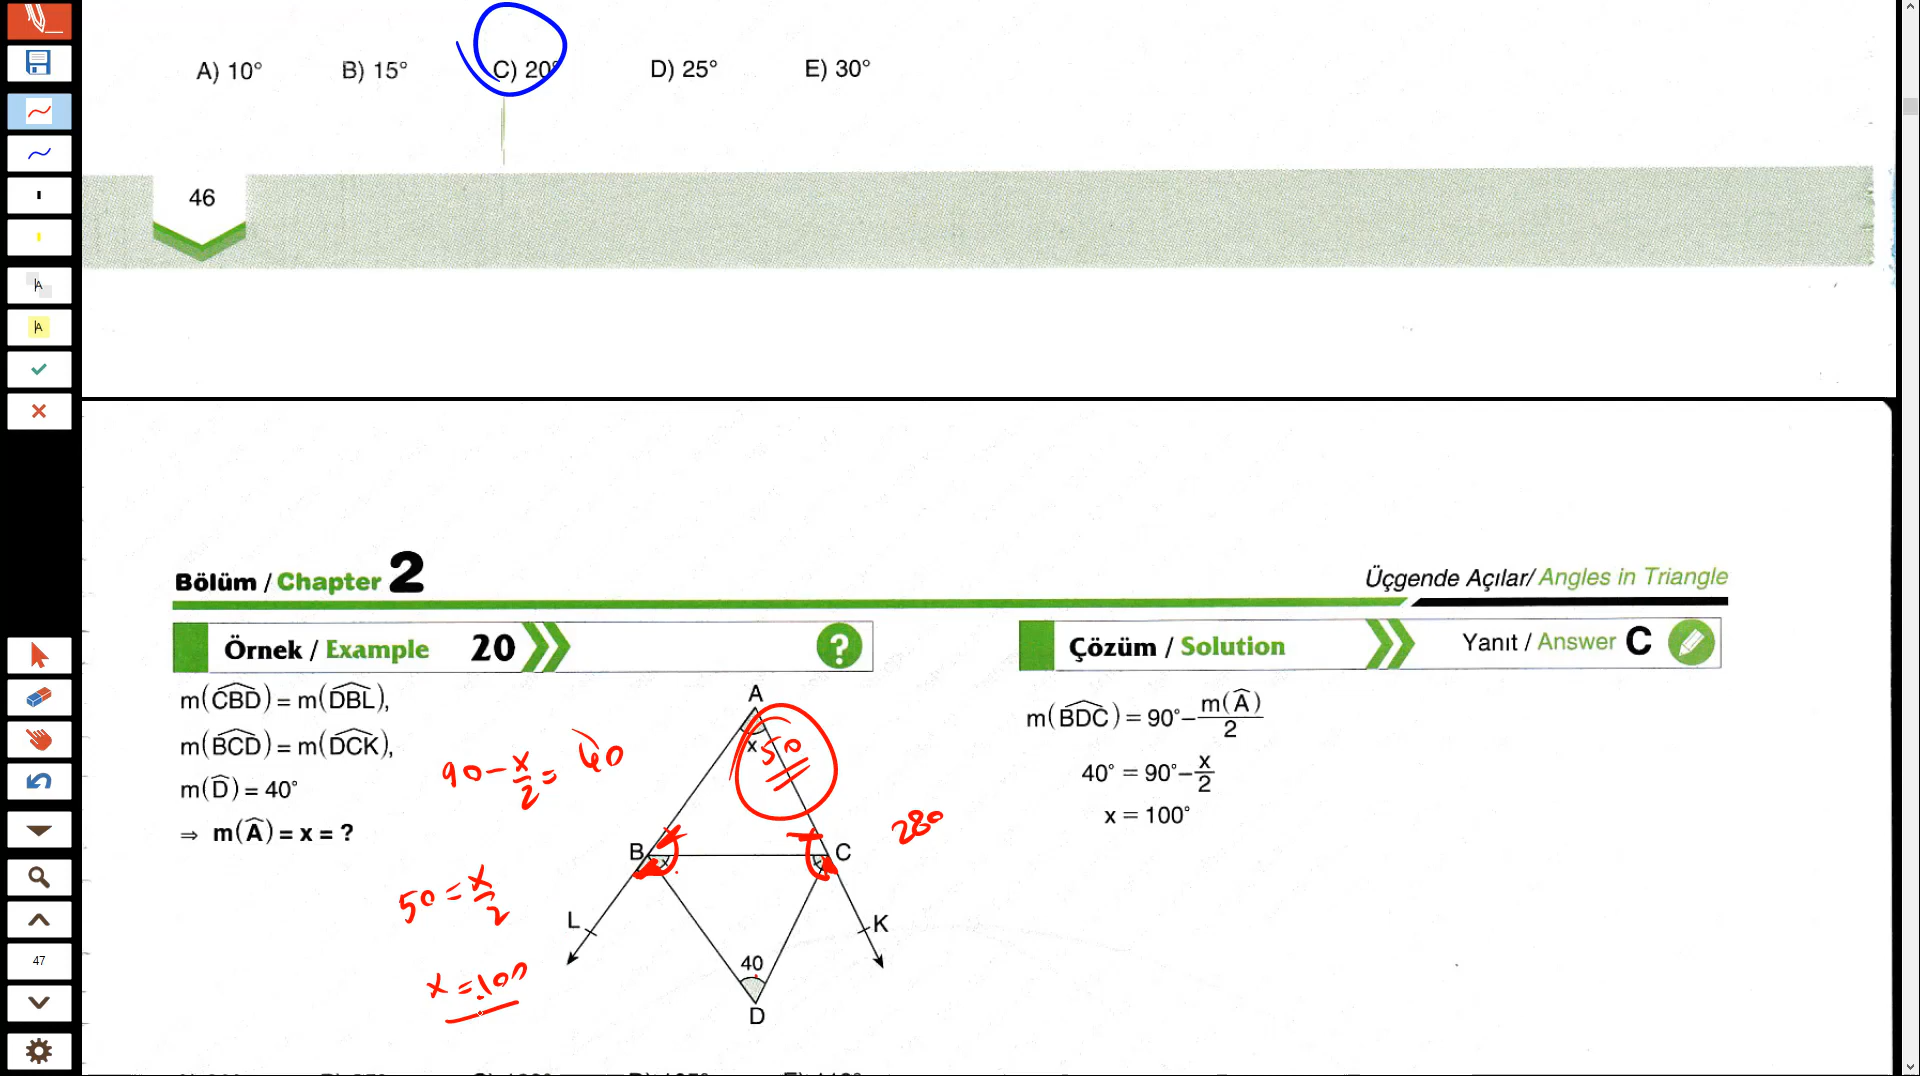 A) 10° B) 15° C) 20° D) 25° E) 30°
46
Bölüm / Chapter 2
Üçgende Açılar/ Angles in Triangle
Örnek / Example 20
?
m(CBD) = m(DBL),
m(BCD) = m(DCK),
m(D) = 40°
⇒ m(A) = x = ?
90 - x/2 = 40
50 = x/2
x = 100
A
x
50
B
x
C
x
280
L
K
40
D
Çözüm / Solution
Yanıt / Answer C
m(BDC) = 90° - m(A)/2
40° = 90° - x/2
x = 100°
A
A
47